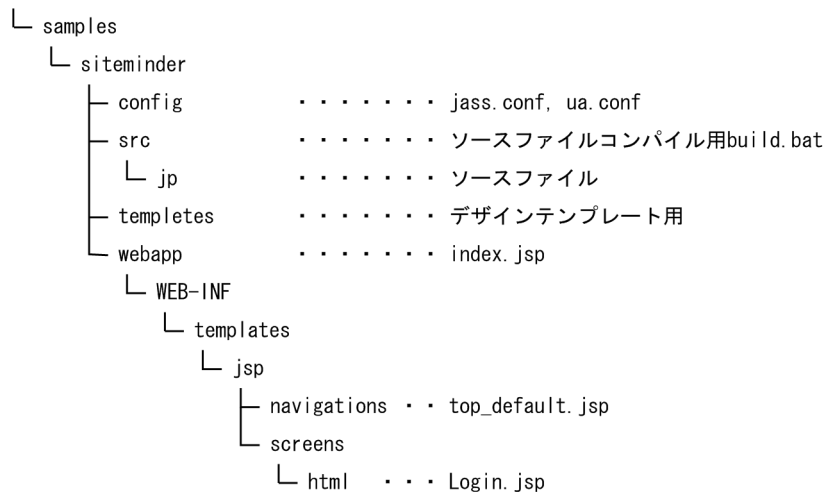 samples
siteminder
config ・・・・・・・ jass.conf, ua.conf
src ・・・・・・・ ソースファイルコンパイル用build.bat
jp ・・・・・・・ ソースファイル
templetes ・・・・・・・ デザインテンプレート用
webapp ・・・・・・・ index.jsp
WEB-INF
templates
jsp
navigations ・・ top_default.jsp
screens
html ・・・ Login.jsp